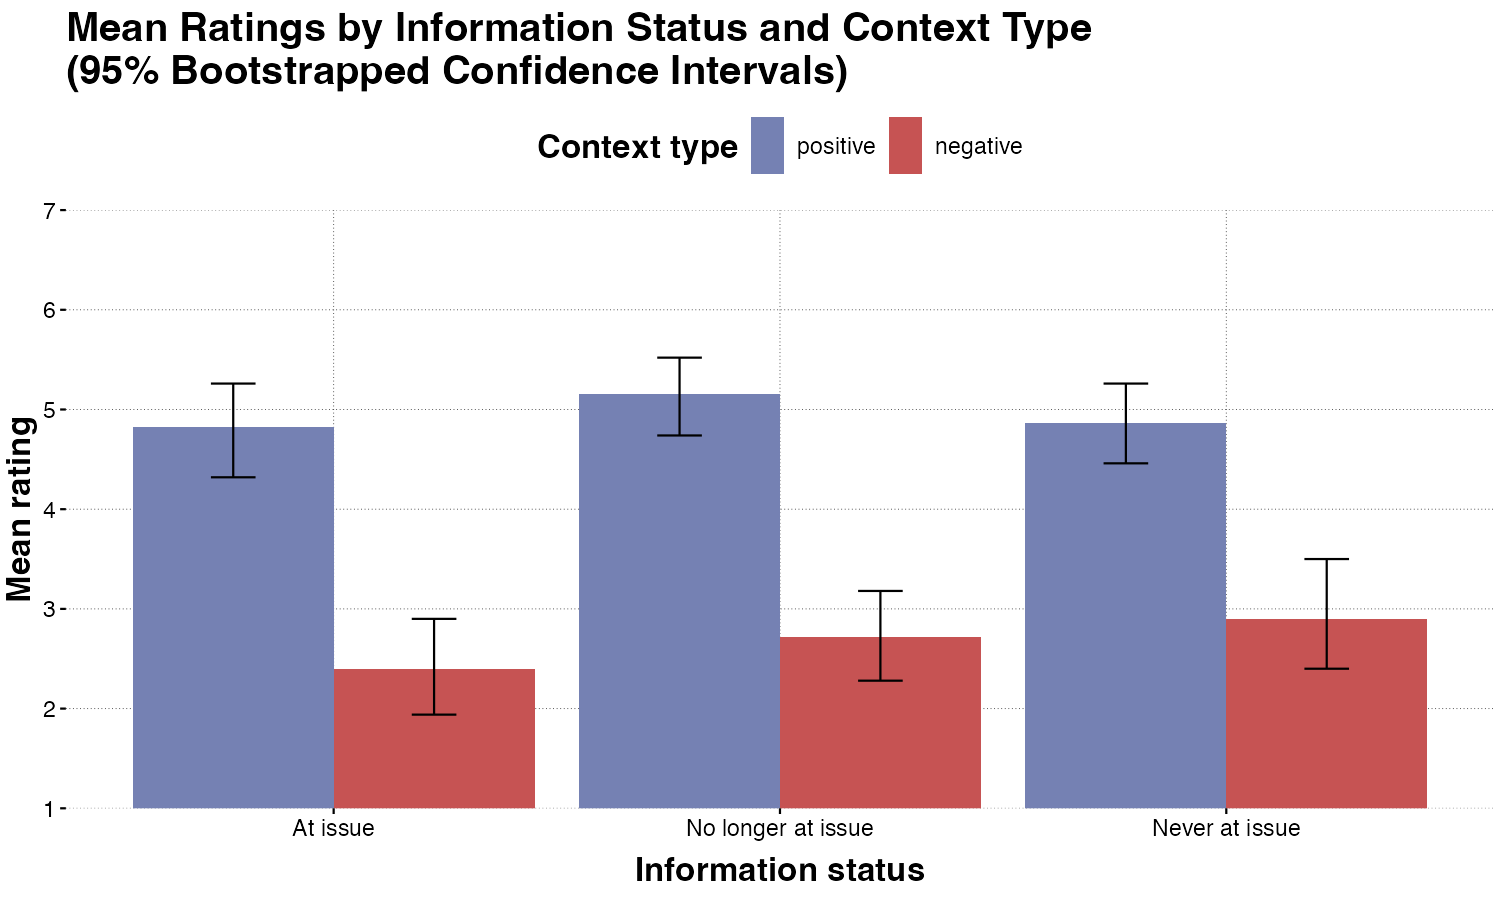 Mean Ratings by Information Status and Context Type
(95% Bootstrapped Confidence Intervals)
Context type positive negative
7
6
5
4
3
2
1
Mean rating
At issue No longer at issue Never at issue
Information status